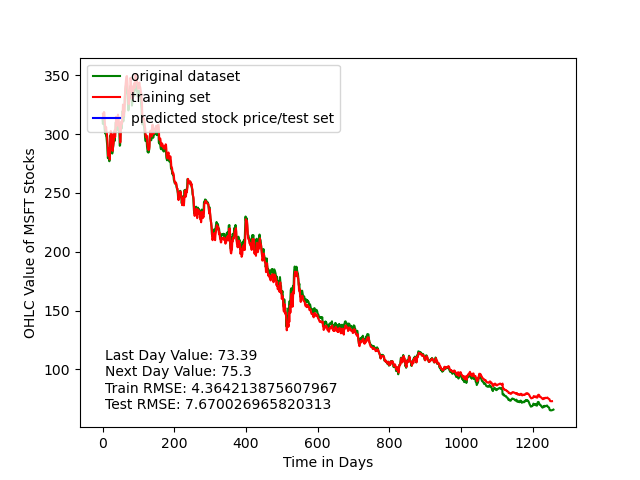 original dataset
training set
predicted stock price/test set
OHLC Value of MSFT Stocks
350
300
250
200
150
100
Last Day Value: 73.39
Next Day Value: 75.3
Train RMSE: 4.364213875607967
Test RMSE: 7.670026965820313
0 200 400 600 800 1000 1200
Time in Days